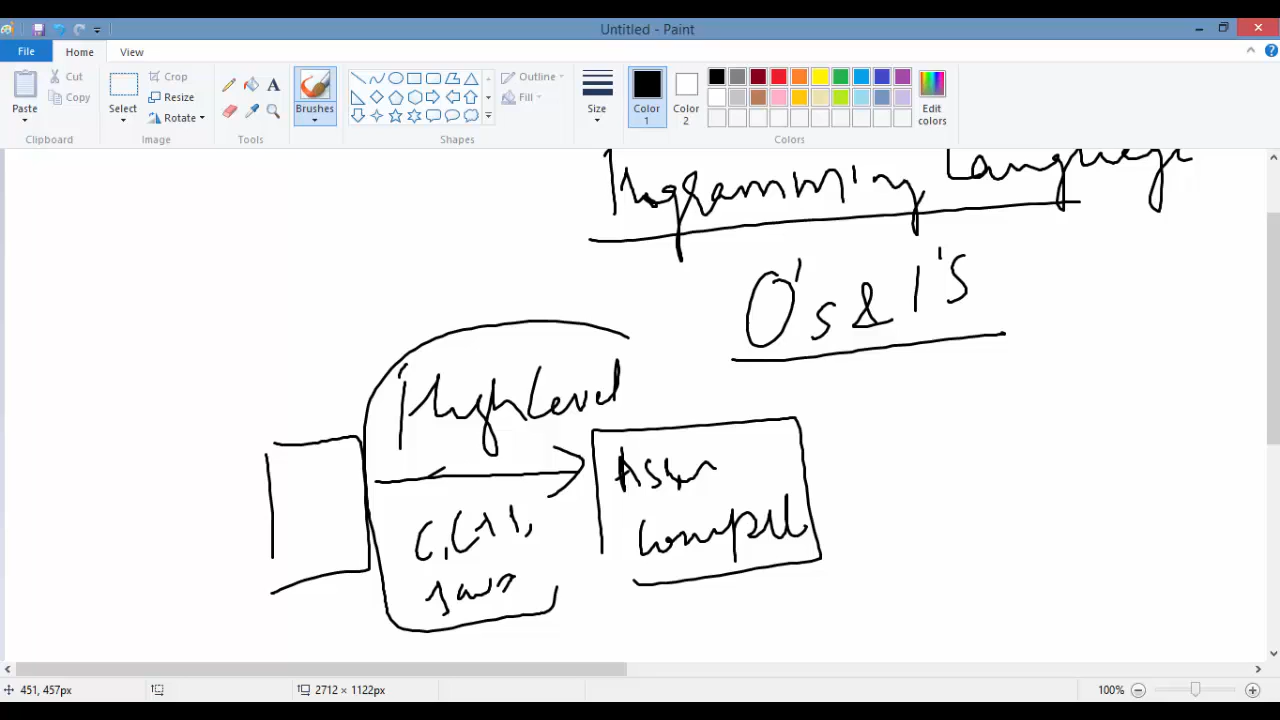 Untitled - Paint
File Home View
Cut
Copy
Paste
Clipboard
Crop
Resize
Rotate
Select
Image
Tools
Brushes
Outline
Fill
Shapes
Size
Color 1
Color 2
Edit colors
Colors
Programming Language
0's & 1's
High Level
C, C++,
Java
451, 457px
2712 × 1122px
100%